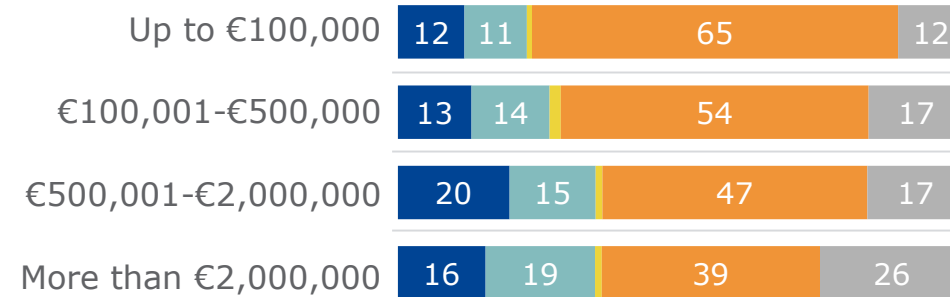 Up to €100,000 12 11 65 12
€100,001-€500,000 13 14 54 17
€500,001-€2,000,000 20 15 47 17
More than €2,000,000 16 19 39 26